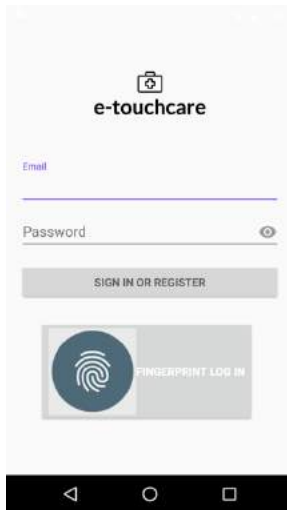 e-touchcare
Email
Password
SIGN IN OR REGISTER
FINGERPRINT LOG IN